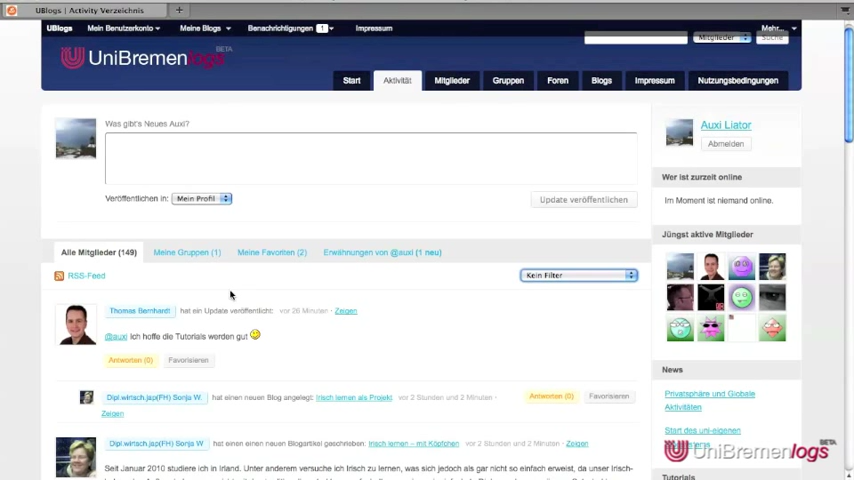 UBlogs | Activity Verzeichnis
UBlogs Mein Benutzerkonto Meine Blogs Benachrichtigungen 1 Impressum Mehr...
Mitglieder Suche
UniBremenlogs BETA
Start Aktivität Mitglieder Gruppen Foren Blogs Impressum Nutzungsbedingungen
Was gibt's Neues Auxi?
Veröffentlichen in: Mein Profil Update veröffentlichen
Auxi Liator
Abmelden
Wer ist zurzeit online
Im Moment ist niemand online.
Jüngst aktive Mitglieder
Alle Mitglieder (149) Meine Gruppen (1) Meine Favoriten (2) Erwähnungen von @auxi (1 neu)
RSS-Feed Kein Filter
Thomas Bernhardt hat ein Update veröffentlicht: vor 26 Minuten · Zeigen
@auxi Ich hoffe die Tutorials werden gut
Antworten (0) Favorisieren
Dipl.wirtsch.jap(FH) Sonja W. hat einen neuen Blog angelegt: Irisch lernen als Projekt. vor 2 Stunden und 2 Minuten · Zeigen
Antworten (0) Favorisieren
Dipl.wirtsch.jap(FH) Sonja W hat einen einen neuen Blogartikel geschrieben: Irisch lernen – mit Köpfchen vor 2 Stunden und 2 Minuten · Zeigen
Seit Januar 2010 studiere ich in Irland. Unter anderem versuche ich Irisch zu lernen, was sich jedoch als gar nicht so einfach erweist, da unser Irisch-
News
Privatsphäre und Globale
Aktivitäten
Start des uni-eigenen
UniBremenlogs BETA
Tutorials